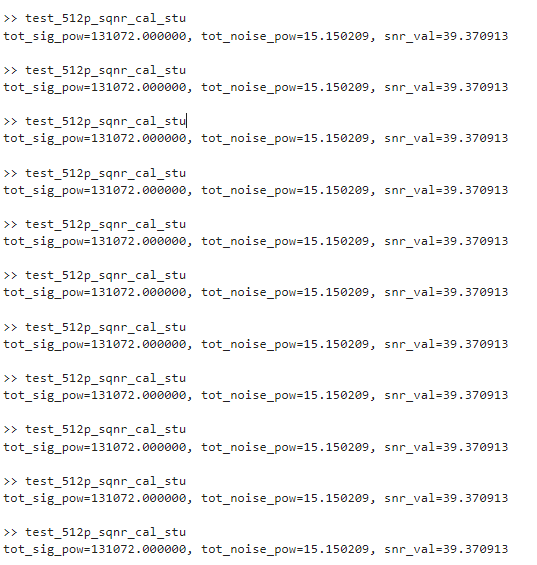 >> test_512p_sqnr_cal_stu
tot_sig_pow=131072.000000, tot_noise_pow=15.150209, snr_val=39.370913
>> test_512p_sqnr_cal_stu
tot_sig_pow=131072.000000, tot_noise_pow=15.150209, snr_val=39.370913
>> test_512p_sqnr_cal_stu
tot_sig_pow=131072.000000, tot_noise_pow=15.150209, snr_val=39.370913
>> test_512p_sqnr_cal_stu
tot_sig_pow=131072.000000, tot_noise_pow=15.150209, snr_val=39.370913
>> test_512p_sqnr_cal_stu
tot_sig_pow=131072.000000, tot_noise_pow=15.150209, snr_val=39.370913
>> test_512p_sqnr_cal_stu
tot_sig_pow=131072.000000, tot_noise_pow=15.150209, snr_val=39.370913
>> test_512p_sqnr_cal_stu
tot_sig_pow=131072.000000, tot_noise_pow=15.150209, snr_val=39.370913
>> test_512p_sqnr_cal_stu
tot_sig_pow=131072.000000, tot_noise_pow=15.150209, snr_val=39.370913
>> test_512p_sqnr_cal_stu
tot_sig_pow=131072.000000, tot_noise_pow=15.150209, snr_val=39.370913
>> test_512p_sqnr_cal_stu
tot_sig_pow=131072.000000, tot_noise_pow=15.150209, snr_val=39.370913
>> test_512p_sqnr_cal_stu
tot_sig_pow=131072.000000, tot_noise_pow=15.150209, snr_val=39.370913